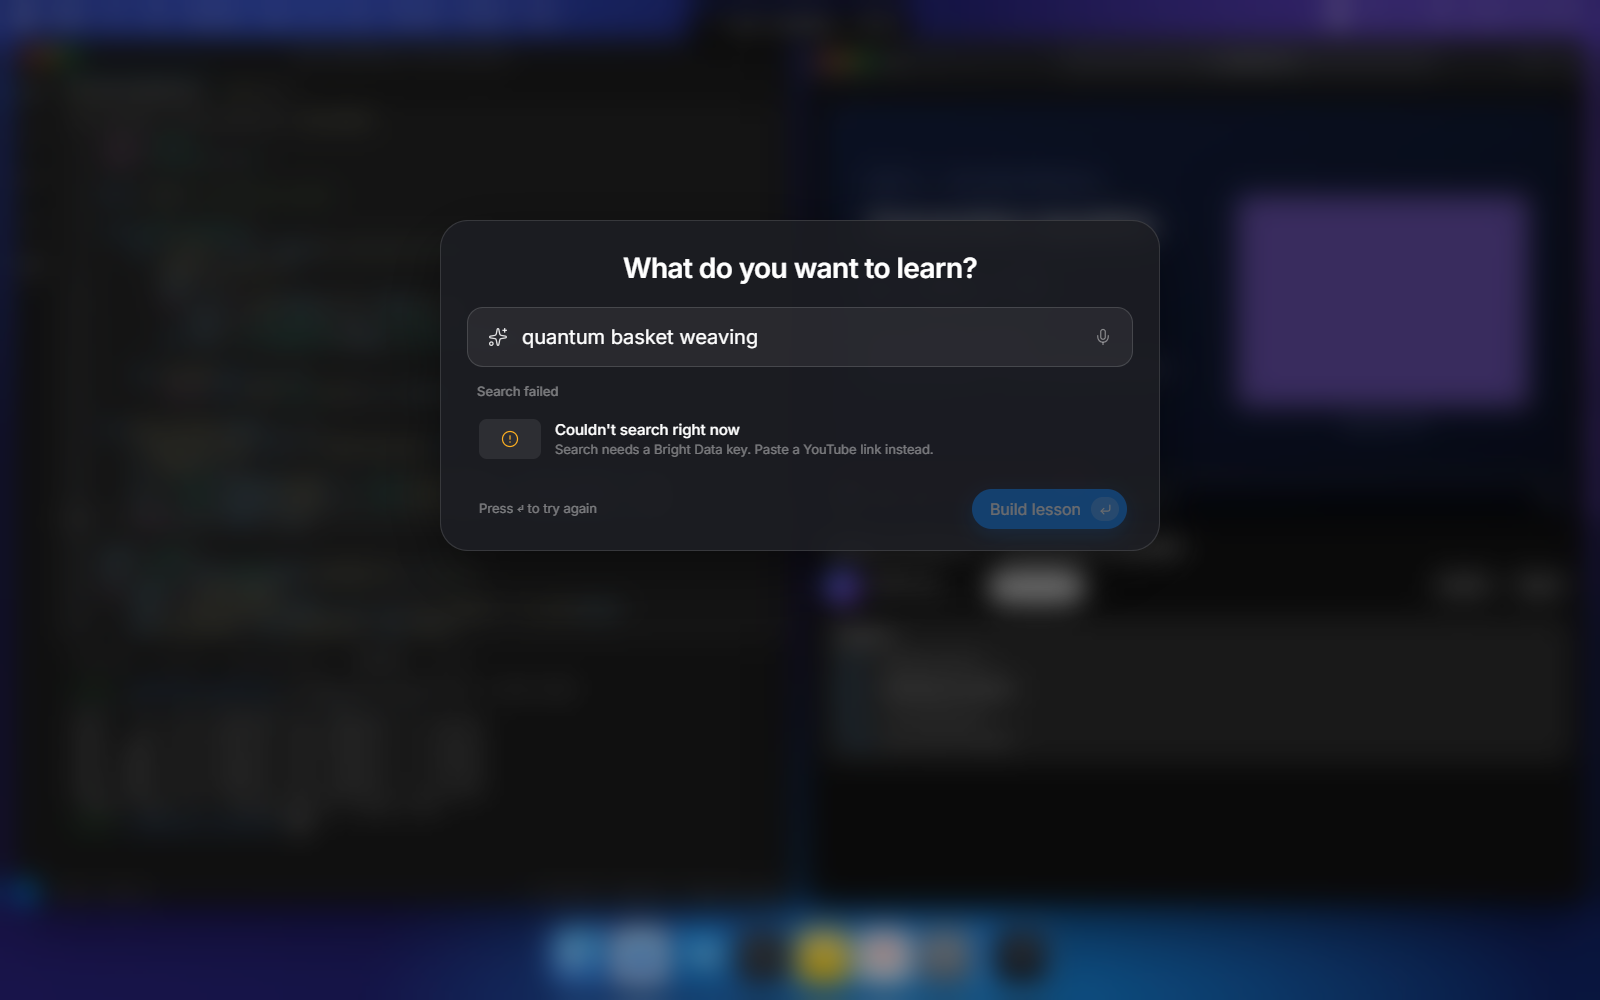 What do you want to learn?
quantum basket weaving
Search failed
Couldn't search right now
Search needs a Bright Data key. Paste a YouTube link instead.
Press ↵ to try again
Build lesson ↵